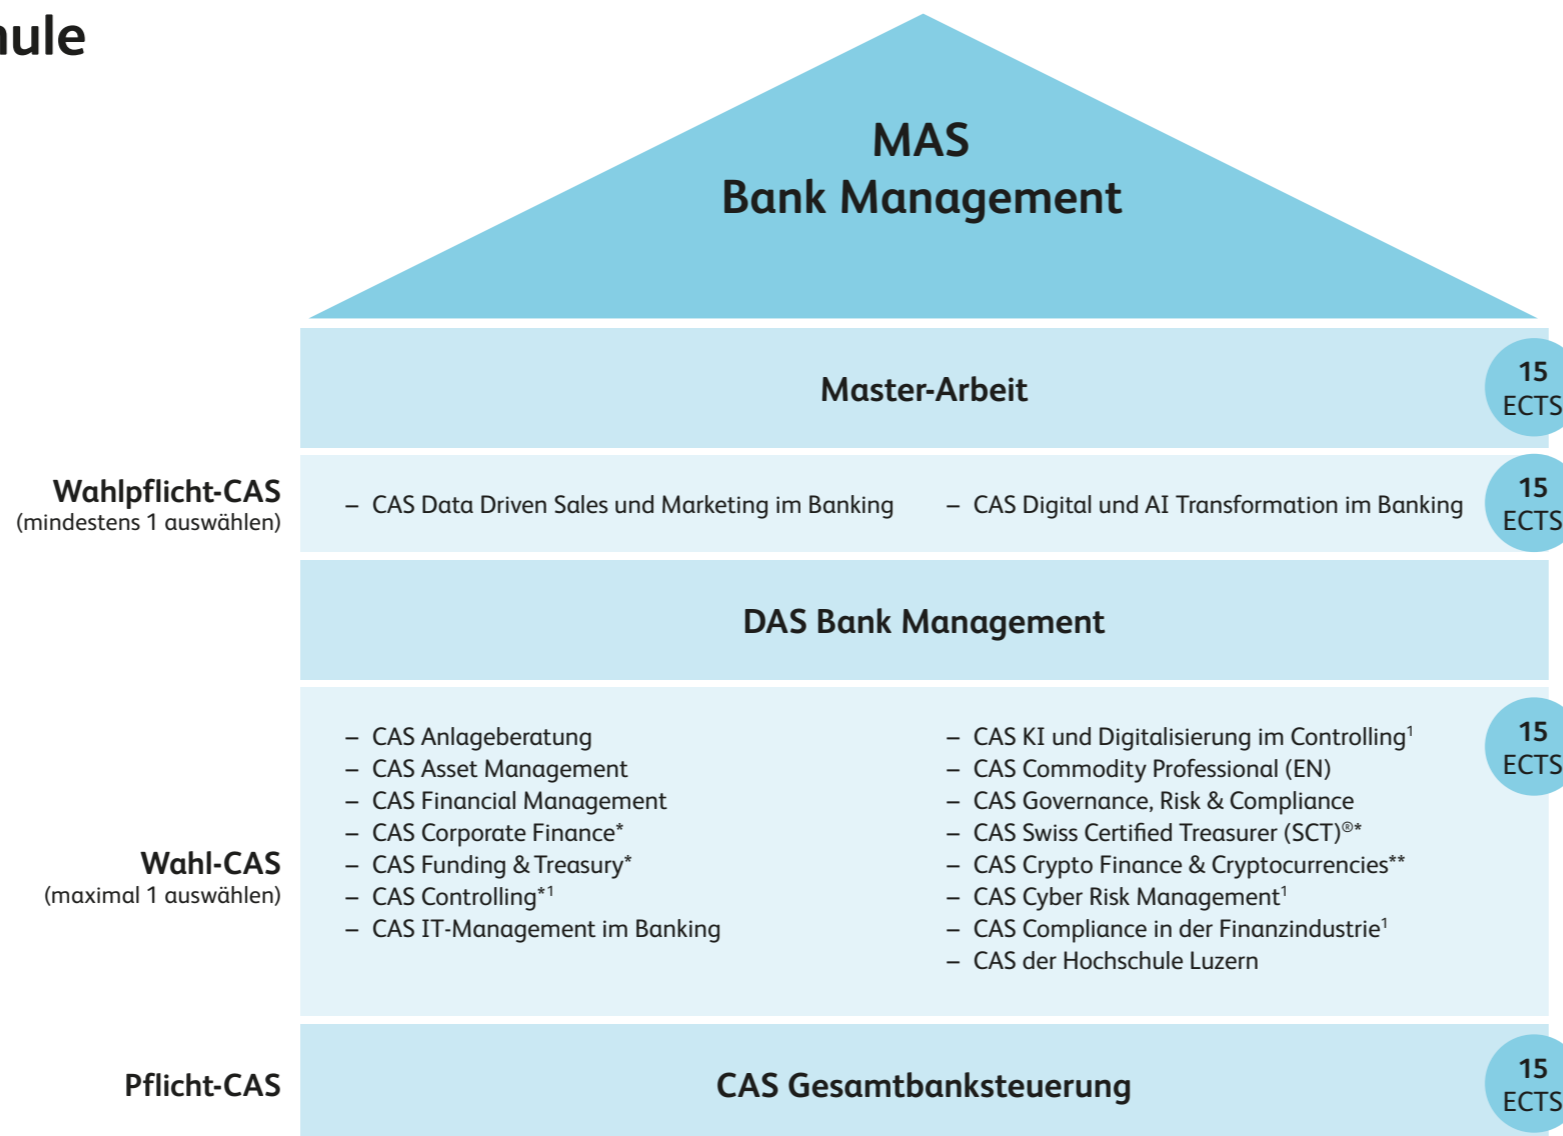 MAS
Bank Management
Master-Arbeit
15
ECTS
Wahlpflicht-CAS
(mindestens 1 auswählen)
– CAS Data Driven Sales und Marketing im Banking
– CAS Digital und AI Transformation im Banking
15
ECTS
DAS Bank Management
Wahl-CAS
(maximal 1 auswählen)
– CAS Anlageberatung
– CAS Asset Management
– CAS Financial Management
– CAS Corporate Finance*
– CAS Funding & Treasury*
– CAS Controlling*¹
– CAS IT-Management im Banking
– CAS KI und Digitalisierung im Controlling¹
– CAS Commodity Professional (EN)
– CAS Governance, Risk & Compliance
– CAS Swiss Certified Treasurer (SCT)®*
– CAS Crypto Finance & Cryptocurrencies**
– CAS Cyber Risk Management¹
– CAS Compliance in der Finanzindustrie¹
– CAS der Hochschule Luzern
15
ECTS
Pflicht-CAS
CAS Gesamtbanksteuerung
15
ECTS